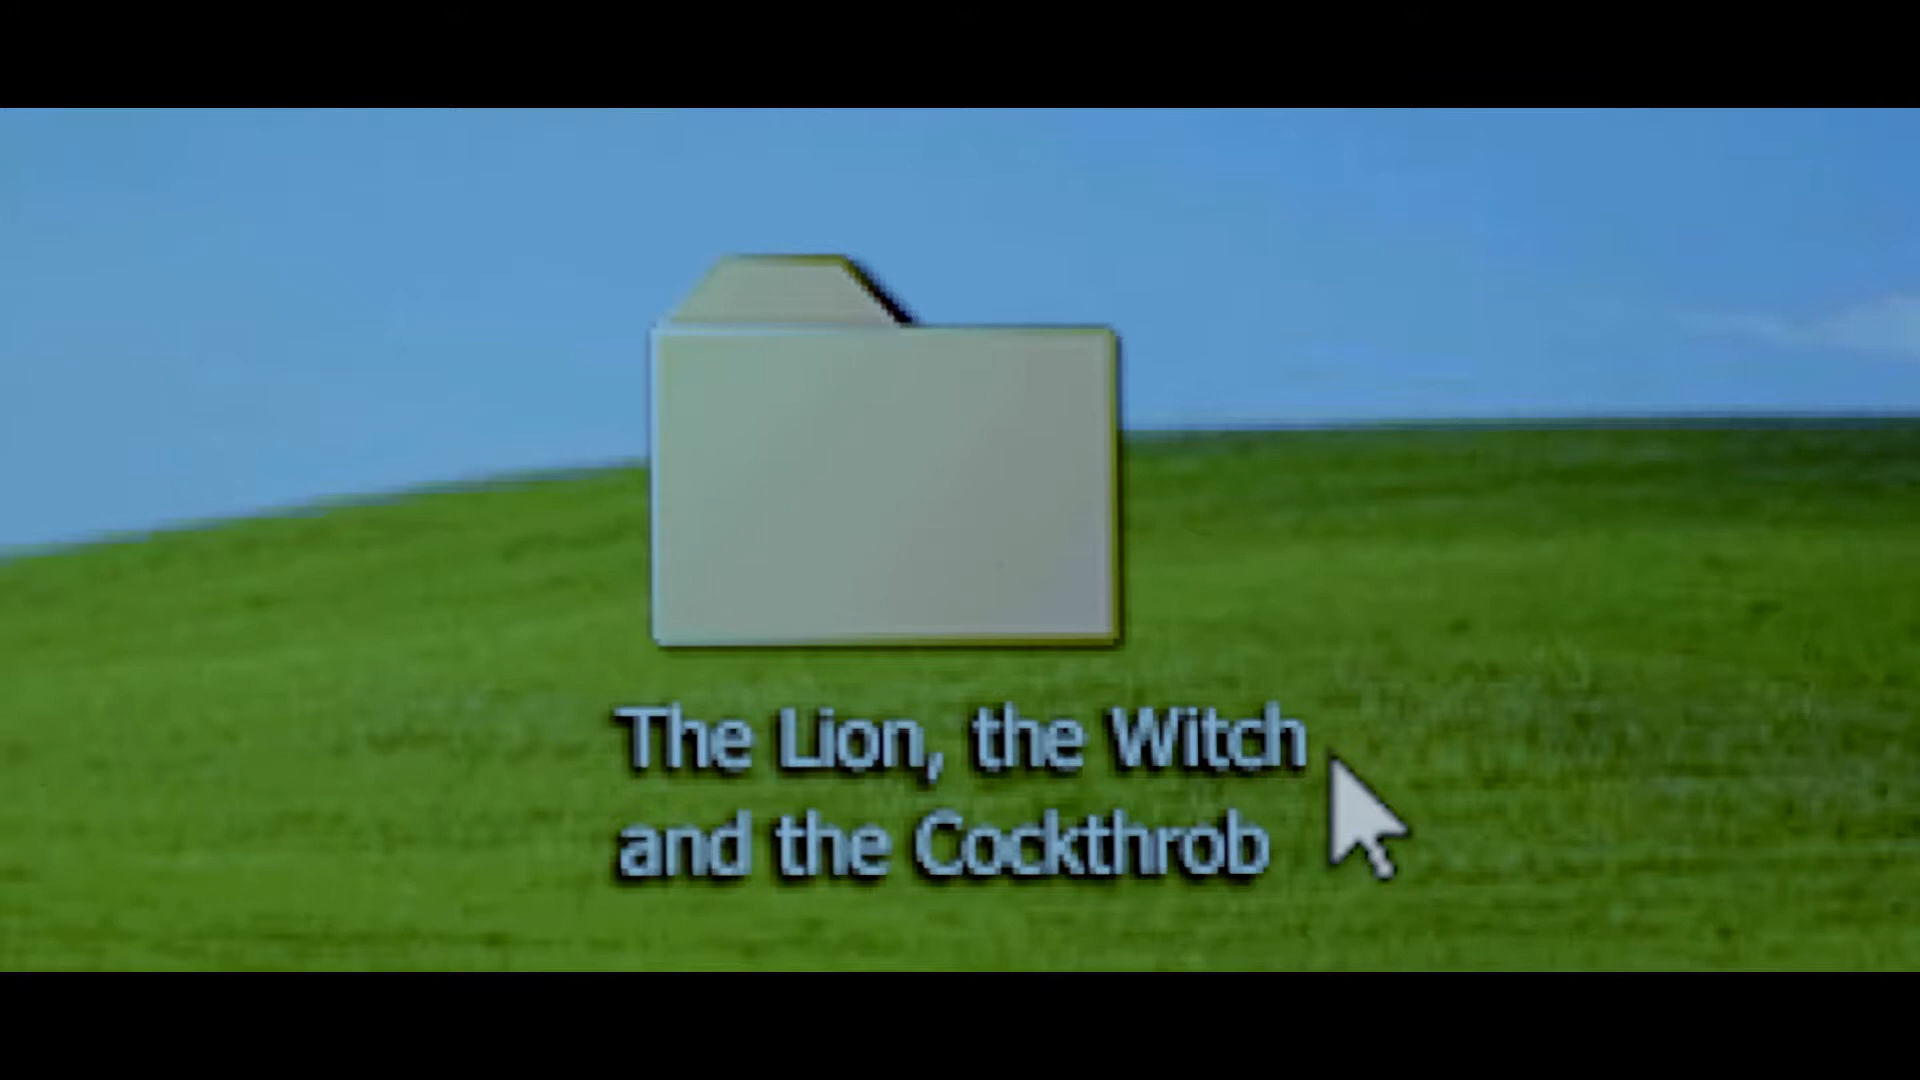 The Lion, the Witch
and the Cockthrob